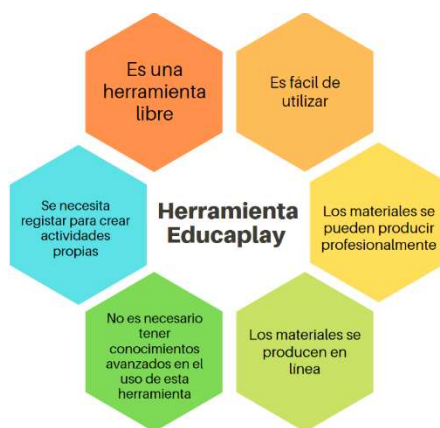 Es una
herramienta
libre
Es fácil de
utilizar
Se necesita
registar para crear
actividades
propias
Herramienta
Educaplay
Los materiales se
pueden producir
profesionalmente
No es necesario
tener
conocimientos
avanzados en el
uso de esta
herramienta
Los materiales se
producen en
línea